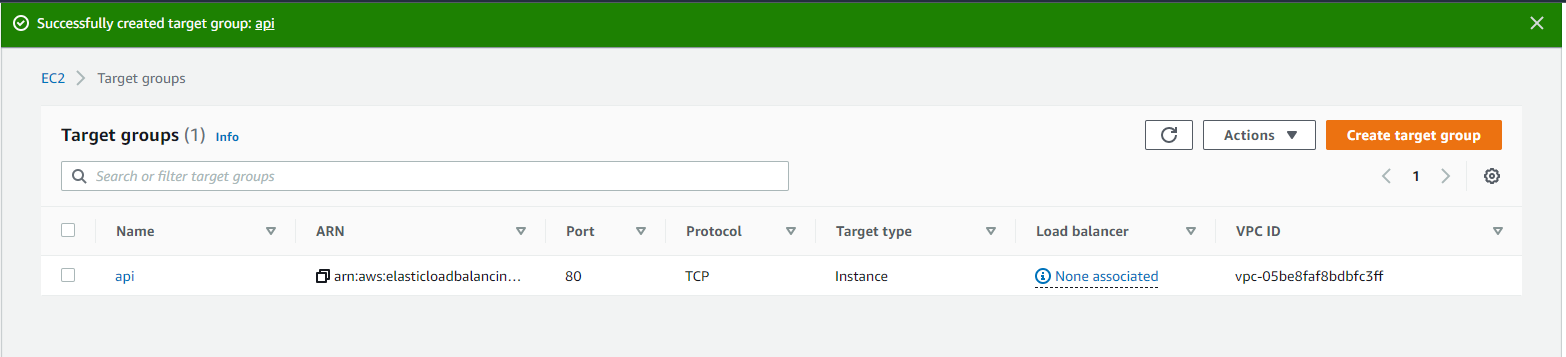 Successfully created target group: api
EC2 > Target groups
Target groups (1) Info
Actions
Create target group
Search or filter target groups
1
Name ARN Port Protocol Target type Load balancer VPC ID
api arn:aws:elasticloadbalancin... 80 TCP Instance None associated vpc-05be8faf8bdbfc3ff